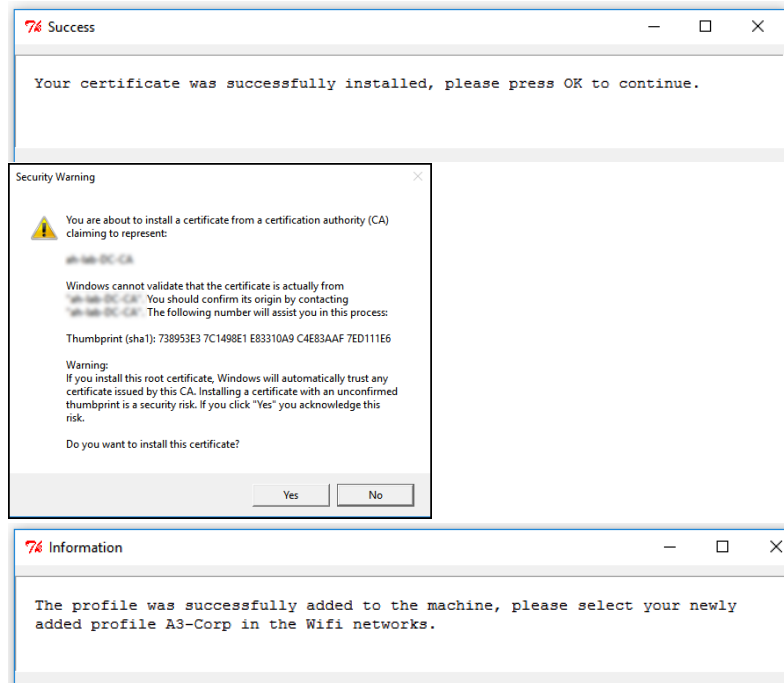 Success
Your certificate was successfully installed, please press OK to continue.
Security Warning
You are about to install a certificate from a certification authority (CA)
claiming to represent:
Windows cannot validate that the certificate is actually from
You should confirm its origin by contacting
The following number will assist you in this process:
Thumbprint (sha1): 738953E3 7C1498E1 E83310A9 C4E83AAF 7ED111E6
Warning:
If you install this root certificate, Windows will automatically trust any
certificate issued by this CA. Installing a certificate with an unconfirmed
thumbprint is a security risk. If you click "Yes" you acknowledge this
risk.
Do you want to install this certificate?
Yes
No
Information
The profile was successfully added to the machine, please select your newly
added profile A3-Corp in the Wifi networks.